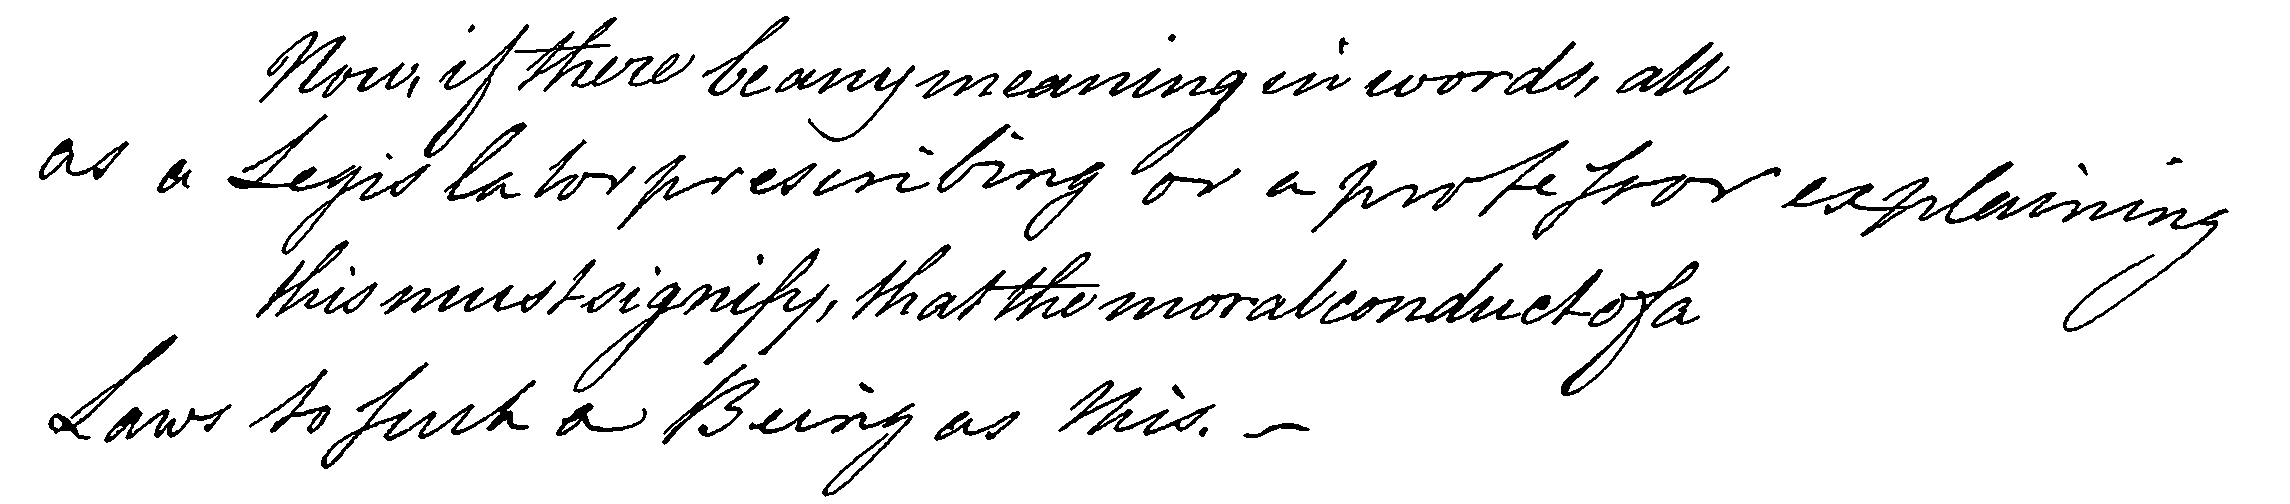 Now, if there be any meaning in words, all
as a Legislator prescribing or a professor explaining
this must signify, that the moral conduct of a
Laws to such a Being as this. –